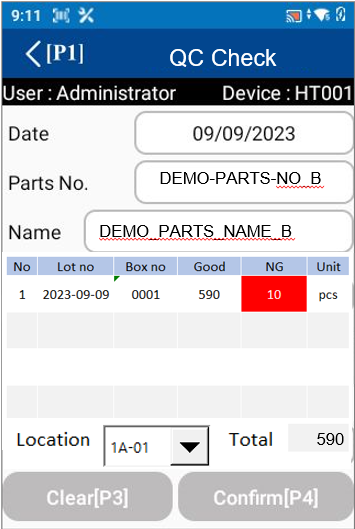 9:11
[P1] QC Check
User : Administrator Device : HT001
Date 09/09/2023
Parts No. DEMO-PARTS-NO_B
Name DEMO_PARTS_NAME_B
No Lot no Box no Good NG Unit
1 2023-09-09 0001 590 10 pcs
Location 1A-01 Total 590
Clear[P3] Confirm[P4]